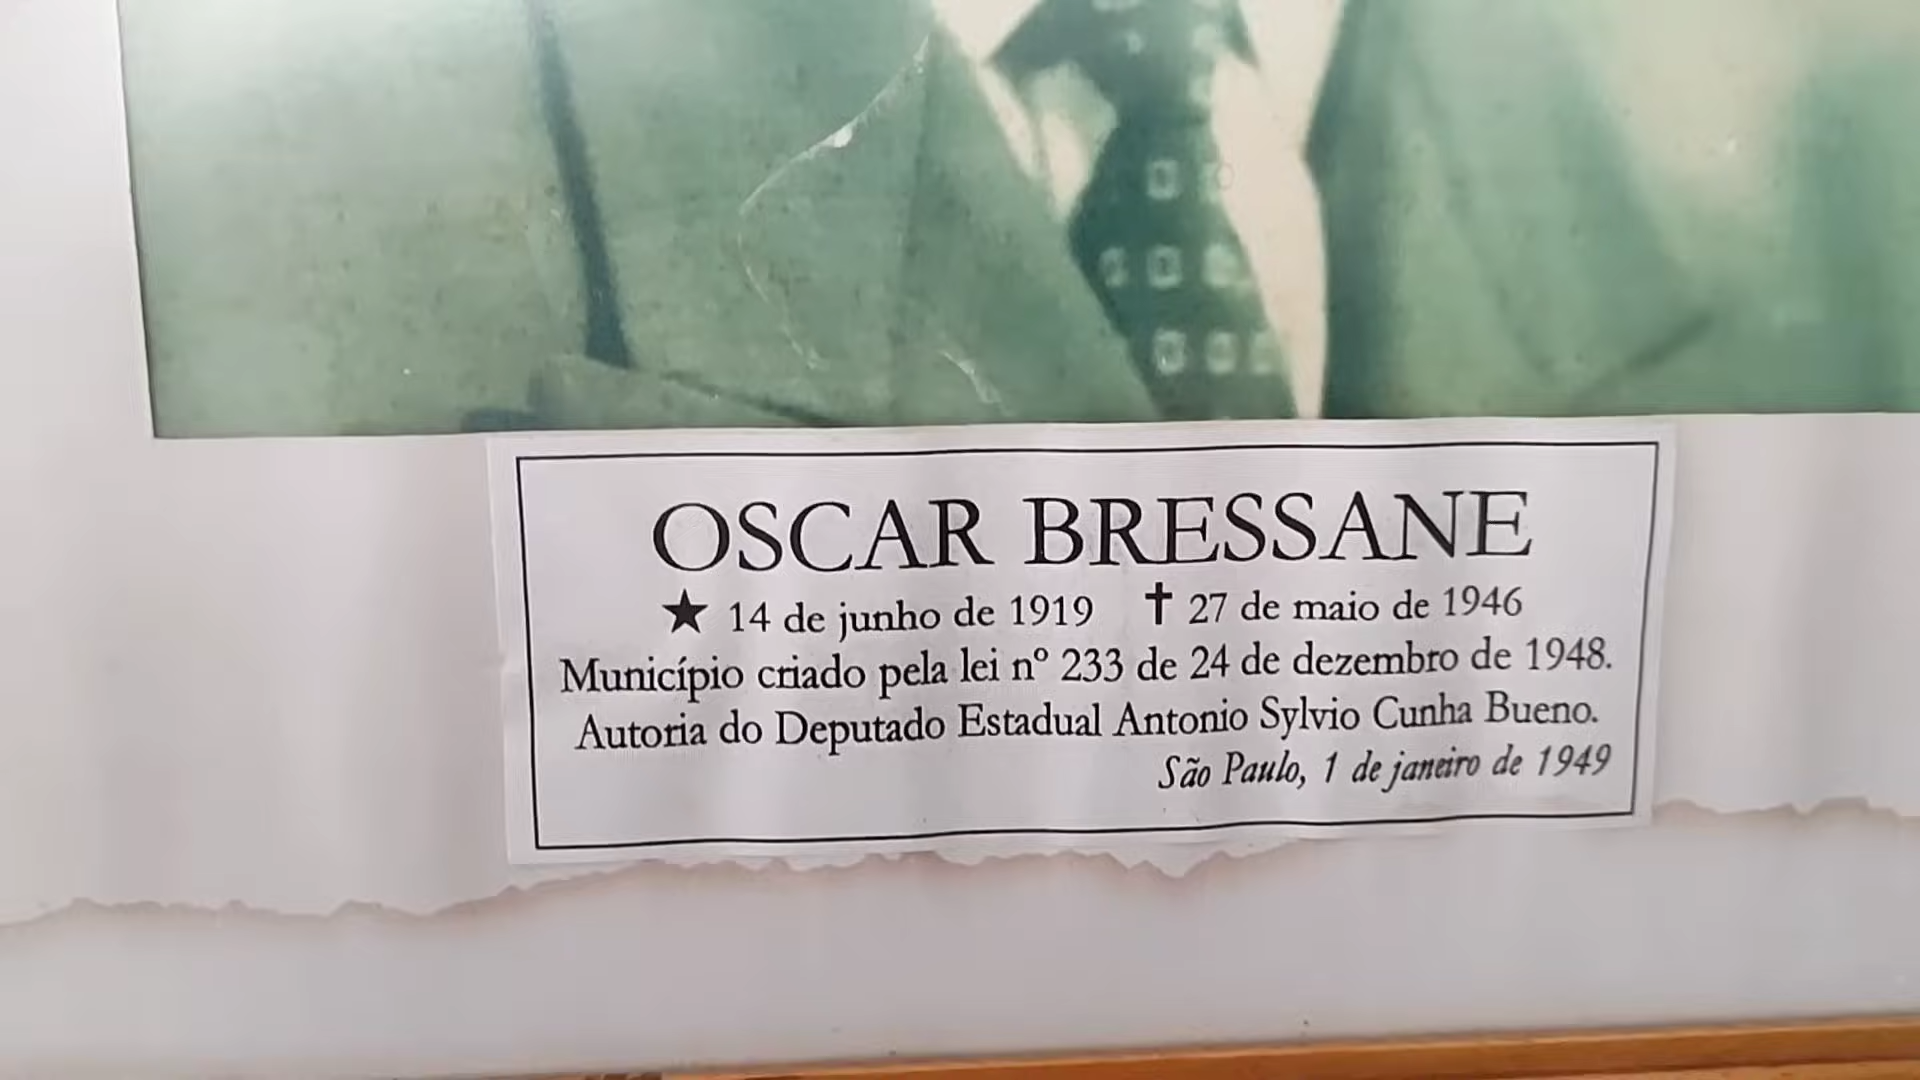 OSCAR BRESSANE
★ 14 de junho de 1919 ✝ 27 de maio de 1946
Município criado pela lei nº 233 de 24 de dezembro de 1948.
Autoria do Deputado Estadual Antonio Sylvio Cunha Bueno.
São Paulo, 1 de janeiro de 1949